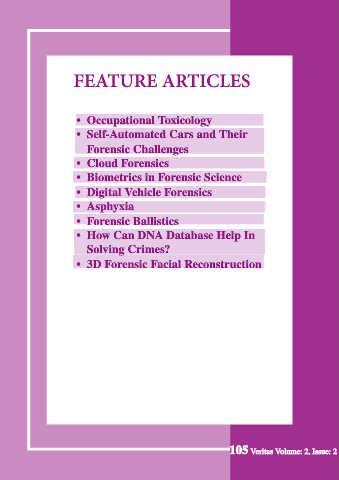 FEATURE ARTICLES
• Occupational Toxicology
• Self-Automated Cars and Their
Forensic Challenges
• Cloud Forensics
• Biometrics in Forensic Science
• Digital Vehicle Forensics
• Asphyxia
• Forensic Ballistics
• How Can DNA Database Help In
Solving Crimes?
• 3D Forensic Facial Reconstruction
105 Veritas Volume: 2, Issue: 2